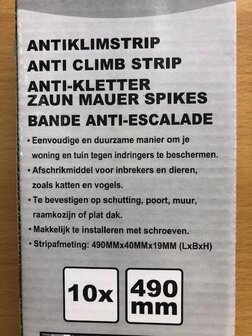 ANTIKLIMSTRIP
ANTI CLIMB STRIP
ANTI-KLETTER
ZAUN MAUER SPIKES
BANDE ANTI-ESCALADE
• Eenvoudige en duurzame manier om je
woning en tuin tegen indringers te beschermen.
• Afschrikmiddel voor inbrekers en dieren,
zoals katten en vogels.
• Te bevestigen op schutting, poort, muur,
raamkozijn of plat dak.
• Makkelijk te installeren met schroeven.
• Stripafmeting: 490MMx40MMx19MM (LxBxH)
10x
490
mm